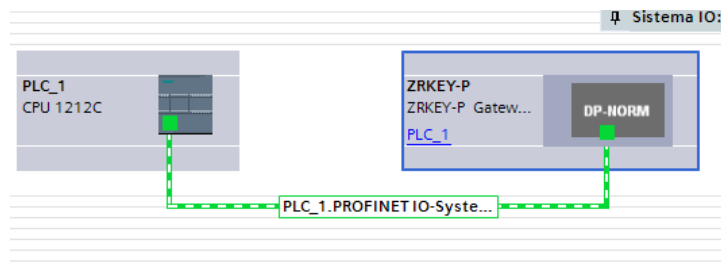 Sistema IO:
PLC_1
CPU 1212C
ZRKEY-P
ZRKEY-P Gatew...
PLC_1
DP-NORM
PLC_1.PROFINET IO-Syste...